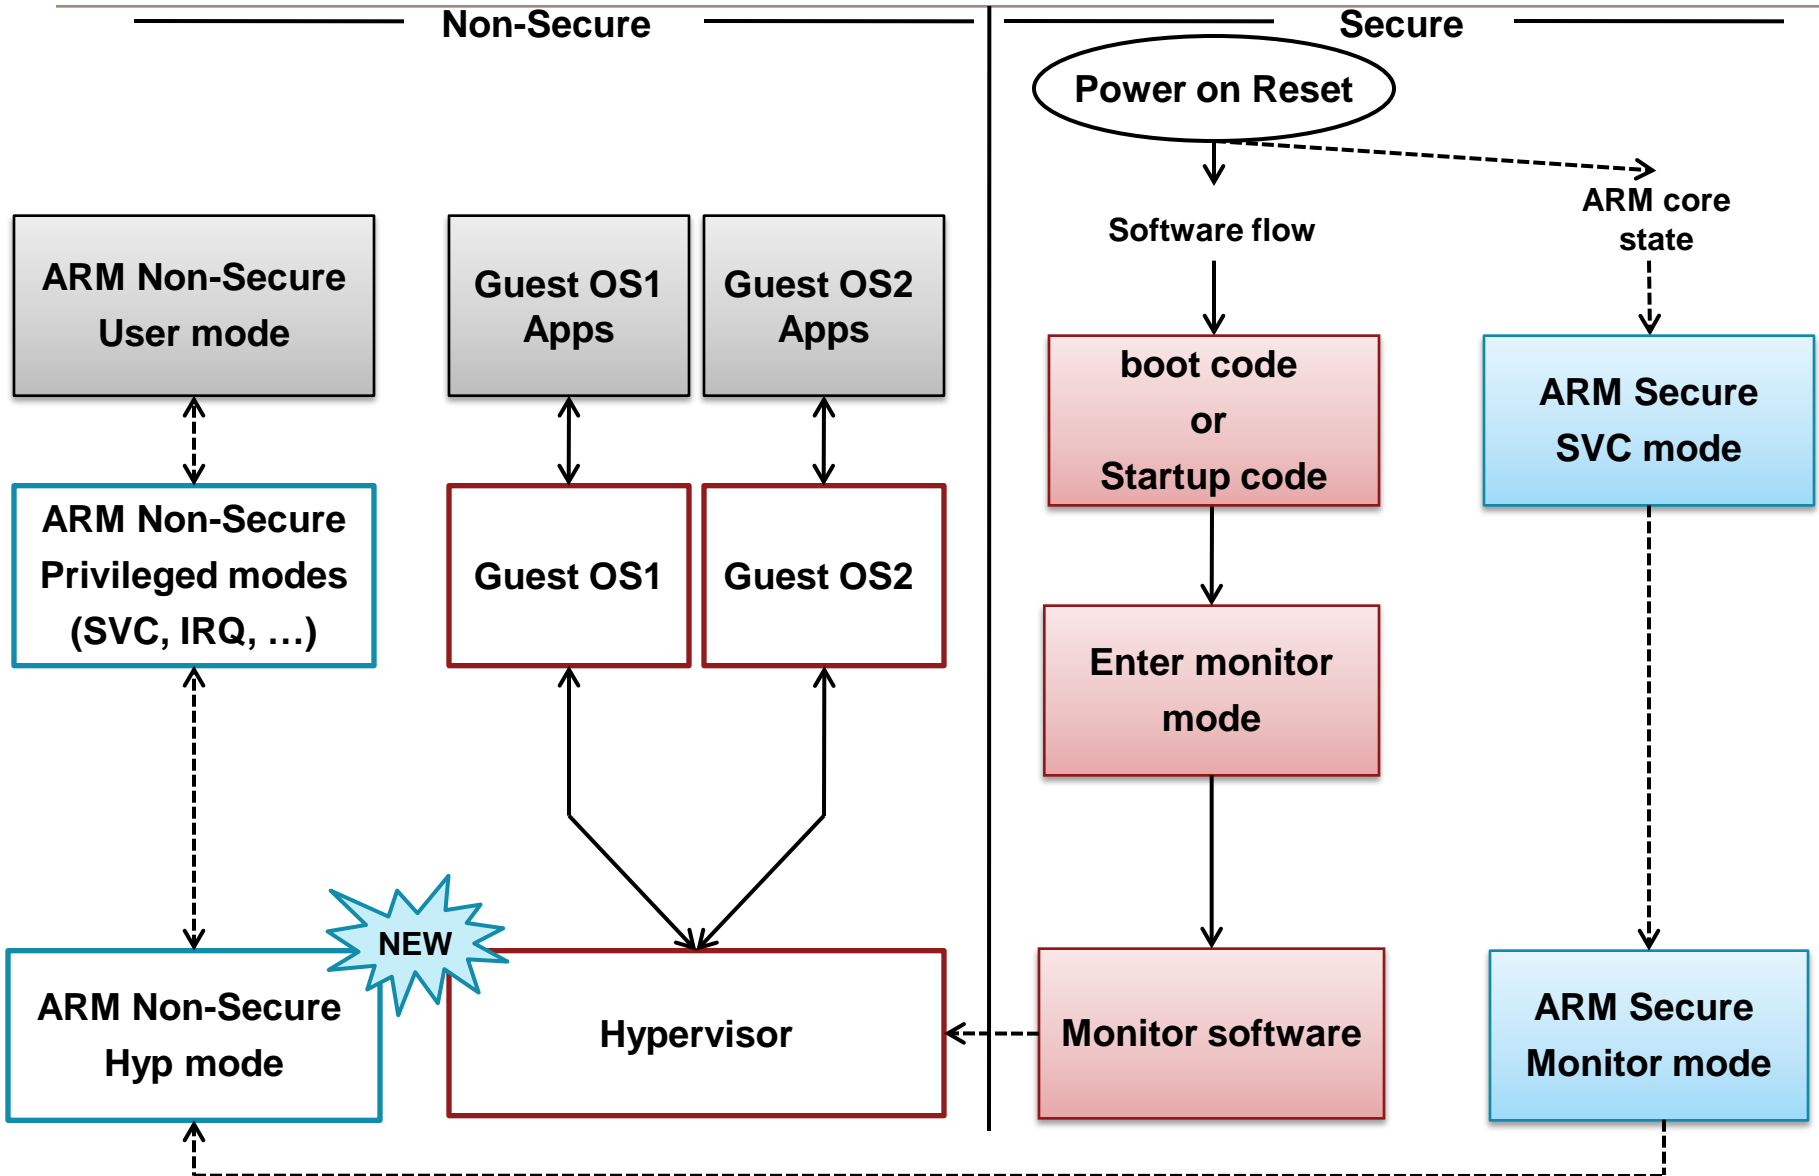 Non-Secure
Secure
Power on Reset
Software flow
ARM core
state
ARM Non-Secure
User mode
Guest OS1
Apps
Guest OS2
Apps
boot code
or
Startup code
ARM Secure
SVC mode
ARM Non-Secure
Privileged modes
(SVC, IRQ, …)
Guest OS1
Guest OS2
Enter monitor
mode
NEW
ARM Non-Secure
Hyp mode
Hypervisor
Monitor software
ARM Secure
Monitor mode